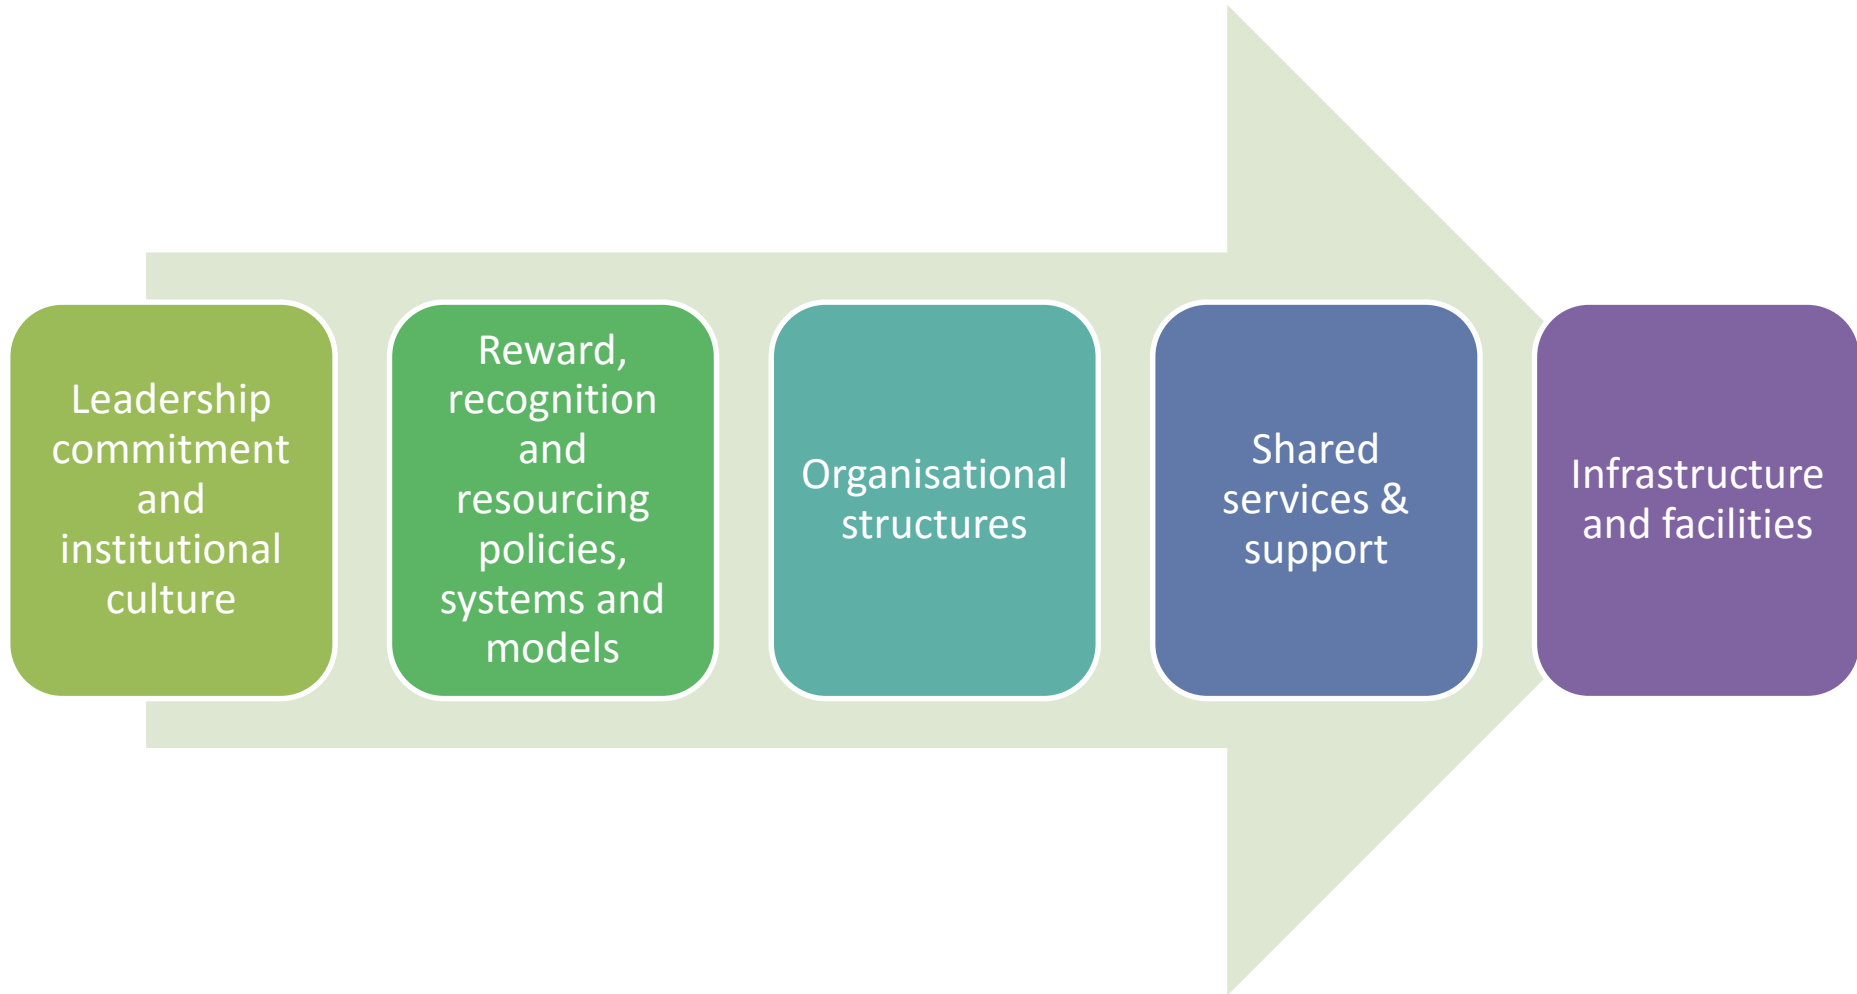 Leadership
commitment
and
institutional
culture
Reward,
recognition
and
resourcing
policies,
systems and
models
Organisational
structures
Shared
services &
support
Infrastructure
and facilities